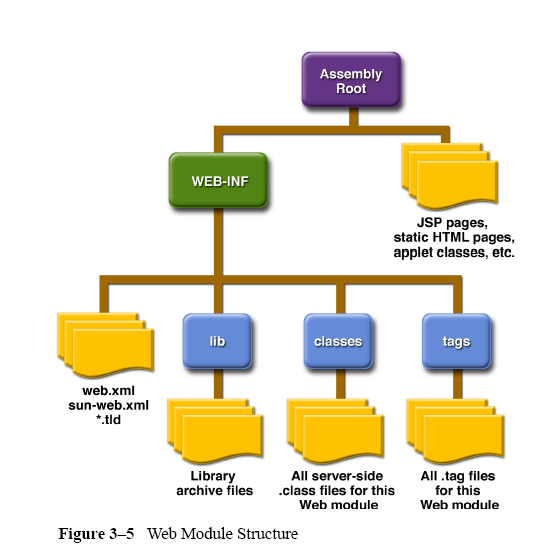 Assembly
Root
WEB-INF
JSP pages,
static HTML pages,
applet classes, etc.
lib
classes
tags
web.xml
sun-web.xml
*.tld
Library
archive files
All server-side
.class files for this
Web module
All .tag files
for this
Web module
Figure 3–5 Web Module Structure